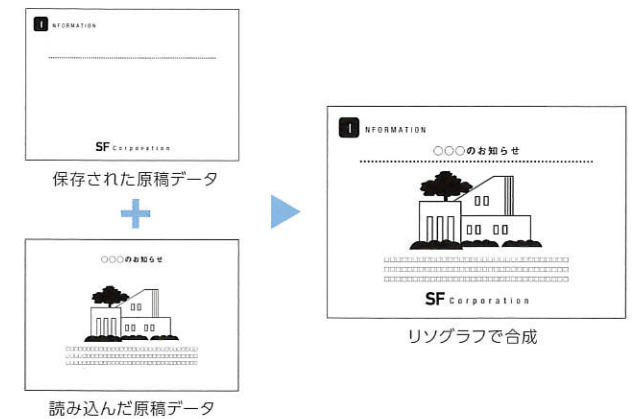 I NFORMATION
SF Corporation
保存された原稿データ
+
○○○のお知らせ
読み込んだ原稿データ
I NFORMATION
○○○のお知らせ
SF Corporation
リソグラフで合成